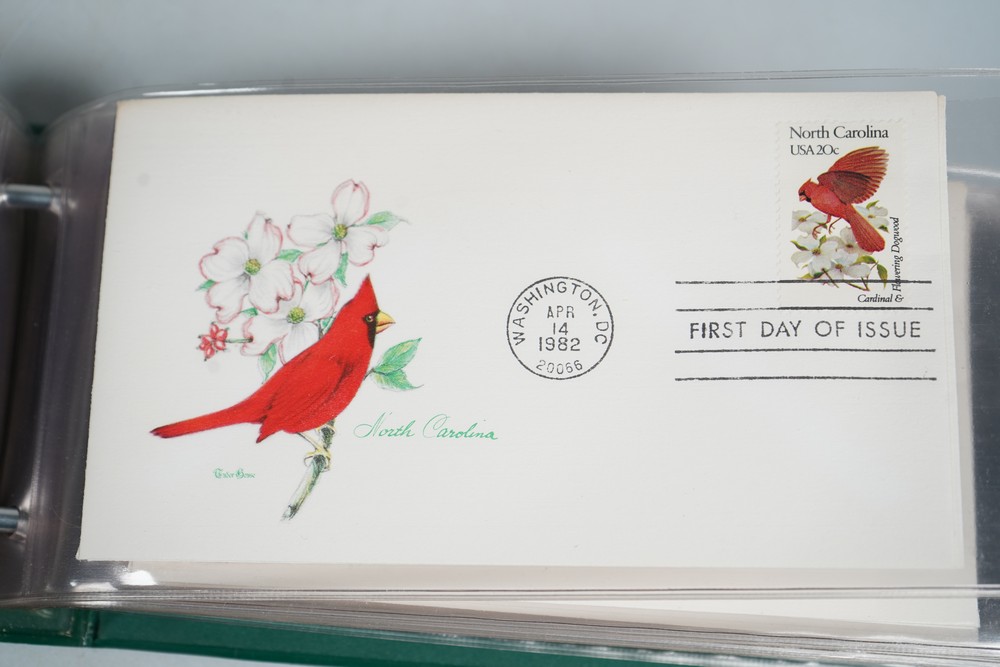 North Carolina
USA 20c
Cardinal &
Flowering Dogwood
WASHINGTON, DC
APR
14
1982
20066
FIRST DAY OF ISSUE
North Carolina